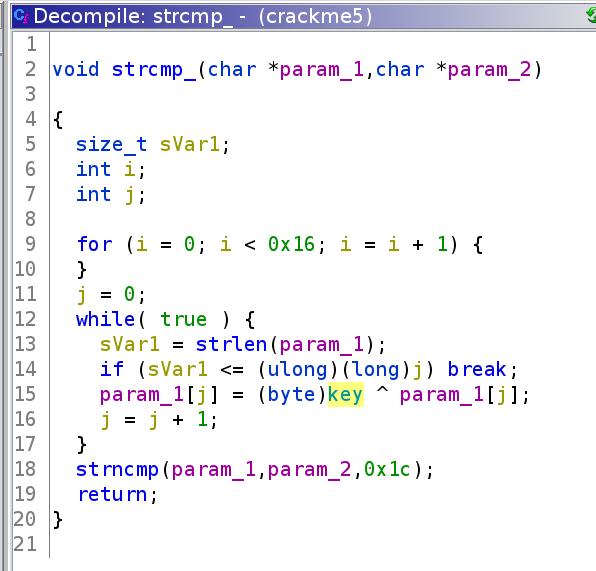 Decompile: strcmp_ - (crackme5)
1
2 void strcmp_(char *param_1,char *param_2)
3
4 {
5   size_t sVar1;
6   int i;
7   int j;
8
9   for (i = 0; i < 0x16; i = i + 1) {
10   }
11   j = 0;
12   while( true ) {
13     sVar1 = strlen(param_1);
14     if (sVar1 <= (ulong)(long)j) break;
15     param_1[j] = (byte)key ^ param_1[j];
16     j = j + 1;
17   }
18   strncmp(param_1,param_2,0x1c);
19   return;
20 }
21